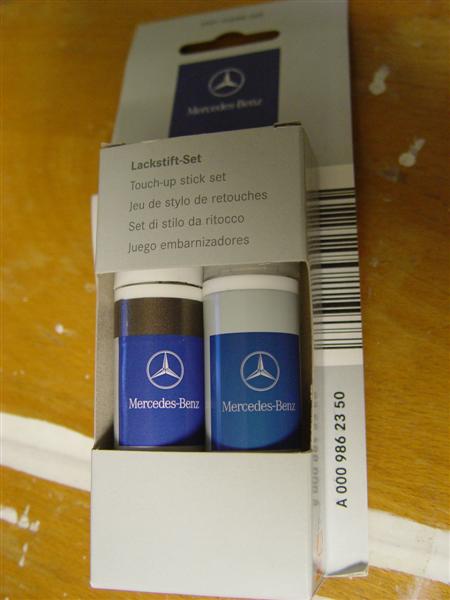 Mercedes-Benz
Lackstift-Set
Touch-up stick set
Jeu de stylo de retouches
Set di stilo da ritocco
Juego embarnizadores
Mercedes-Benz
Mercedes-Benz
A 000 986 23 50